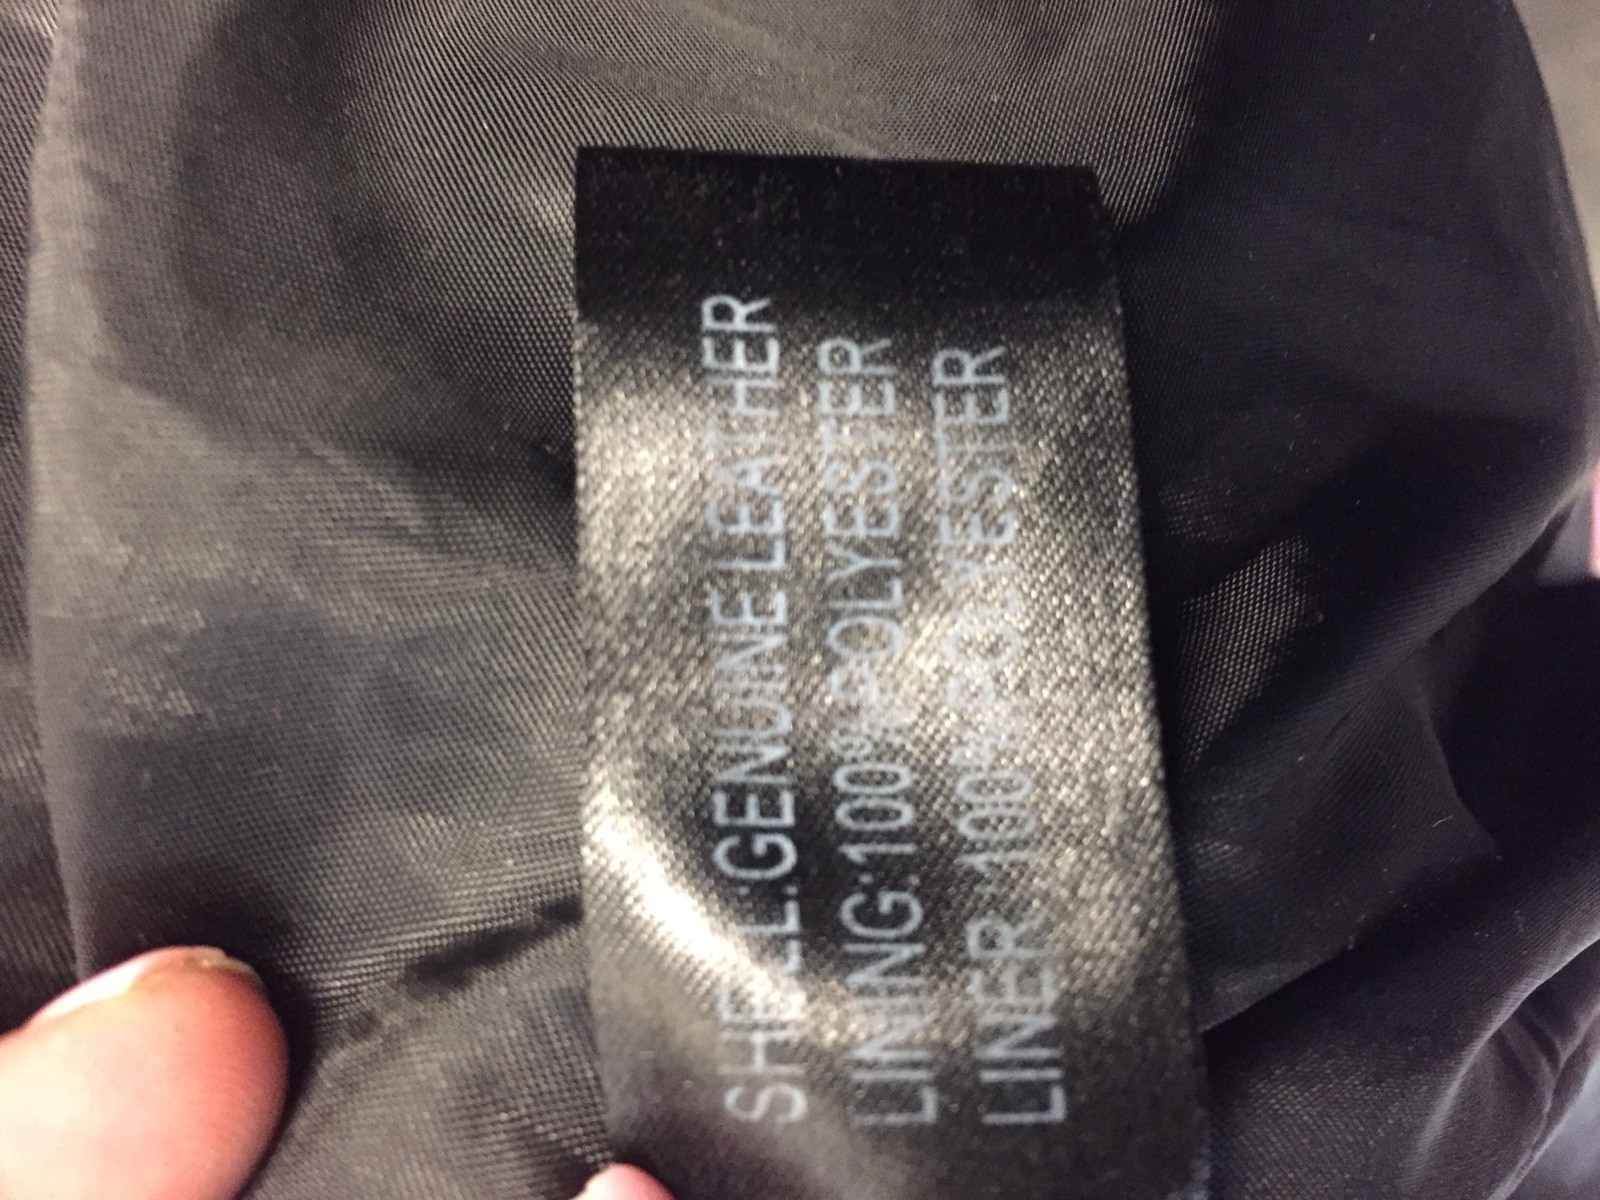 SHELL:GENUINE LEATHER
LINING:100%POLYESTER
LINER:100%POLYESTER